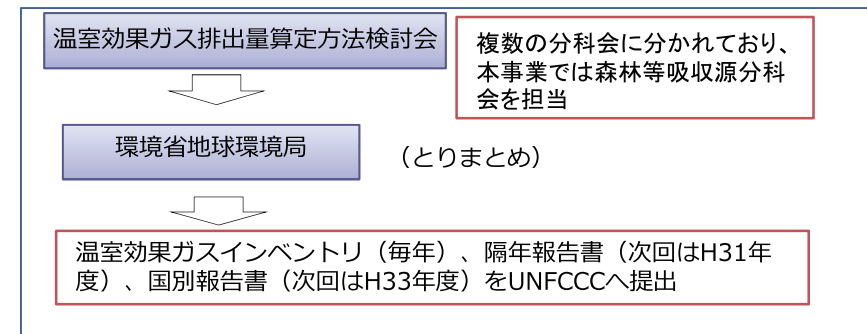 温室効果ガス排出量算定方法検討会
複数の分科会に分かれており、
本事業では森林等吸収源分科
会を担当
環境省地球環境局
（とりまとめ）
温室効果ガスインベントリ（毎年）、隔年報告書（次回はH31年
度）、国別報告書（次回はH33年度）をUNFCCCへ提出